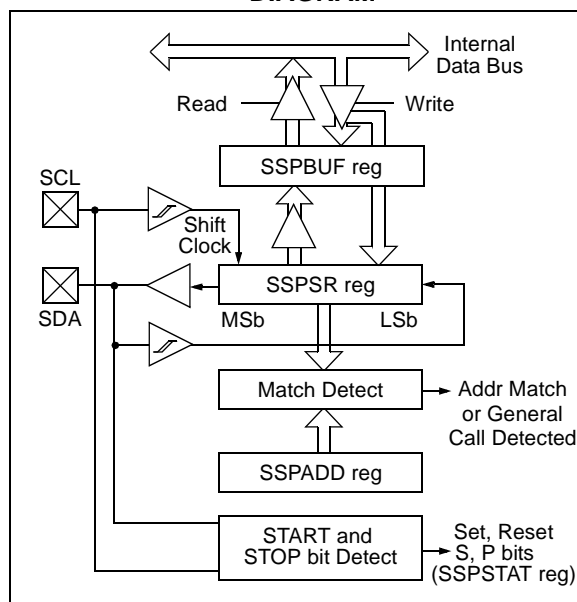 DIAGRAM
Internal
Data Bus
Read
Write
SSPBUF reg
SCL
Shift
Clock
SSPSR reg
SDA
MSb
LSb
Match Detect
Addr Match
or General
Call Detected
SSPADD reg
START and
STOP bit Detect
Set, Reset
S, P bits
(SSPSTAT reg)